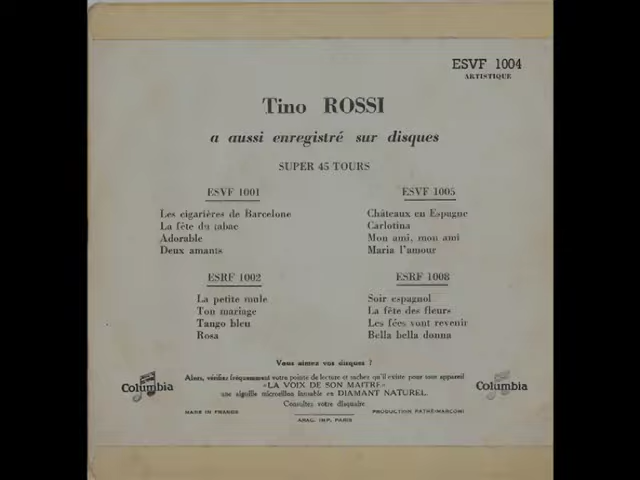 ESVF 1004
ARTISTIQUE
Tino ROSSI
a aussi enregistré sur disques
SUPER 45 TOURS
ESVF 1001
Les cigarières de Barcelone
La fête du tabac
Adorable
Deux amants
ESVF 1005
Châteaux en Espagne
Carlotina
Mon ami, mon ami
Maria l'amour
ESRF 1002
La petite mule
Ton mariage
Tango bleu
Rosa
ESRF 1008
Soir espagnol
La fête des fleurs
Les fées vont revenir
Bella bella donna
Vous aimez vos disques ?
Alors, vérifiez fréquemment votre pointe de lecture et sachez qu'il existe pour tout appareil
«LA VOIX DE SON MAITRE»
une aiguille microsillon inusable en DIAMANT NATUREL.
Consultez votre disquaire
Columbia
Columbia
MADE IN FRANCE
PRODUCTION PATHÉ-MARCONI
IMP. PARIS